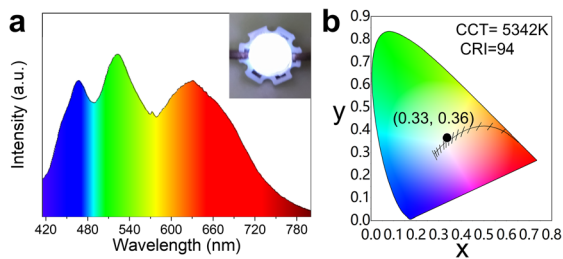 a
Intensity (a.u.)
420 480 540 600 660 720 780
Wavelength (nm)
b
CCT= 5342K
CRI=94
y
0.9
0.8
0.7
0.6
0.5
0.4
0.3
0.2
0.1
0.0
(0.33, 0.36)
0.0 0.1 0.2 0.3 0.4 0.5 0.6 0.7 0.8
x